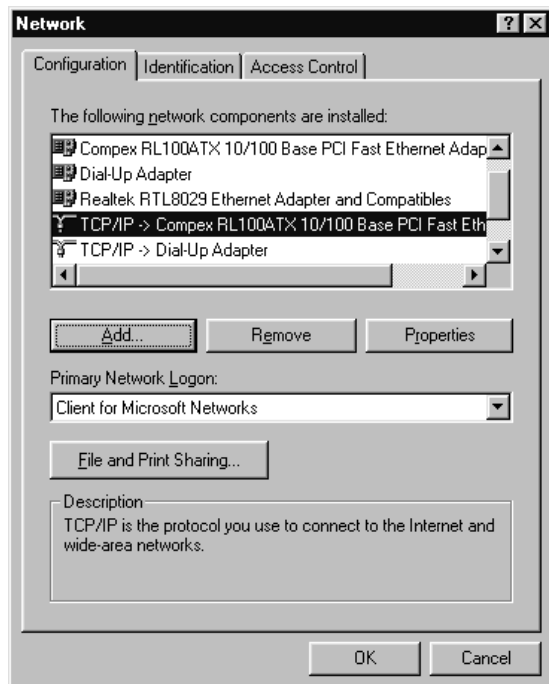 Network
Configuration Identification Access Control
The following network components are installed:
Compex RL100ATX 10/100 Base PCI Fast Ethernet Adap
Dial-Up Adapter
Realtek RTL8029 Ethernet Adapter and Compatibles
TCP/IP -> Compex RL100ATX 10/100 Base PCI Fast Eth
TCP/IP -> Dial-Up Adapter
Add... Remove Properties
Primary Network Logon:
Client for Microsoft Networks
File and Print Sharing...
Description
TCP/IP is the protocol you use to connect to the Internet and
wide-area networks.
OK Cancel